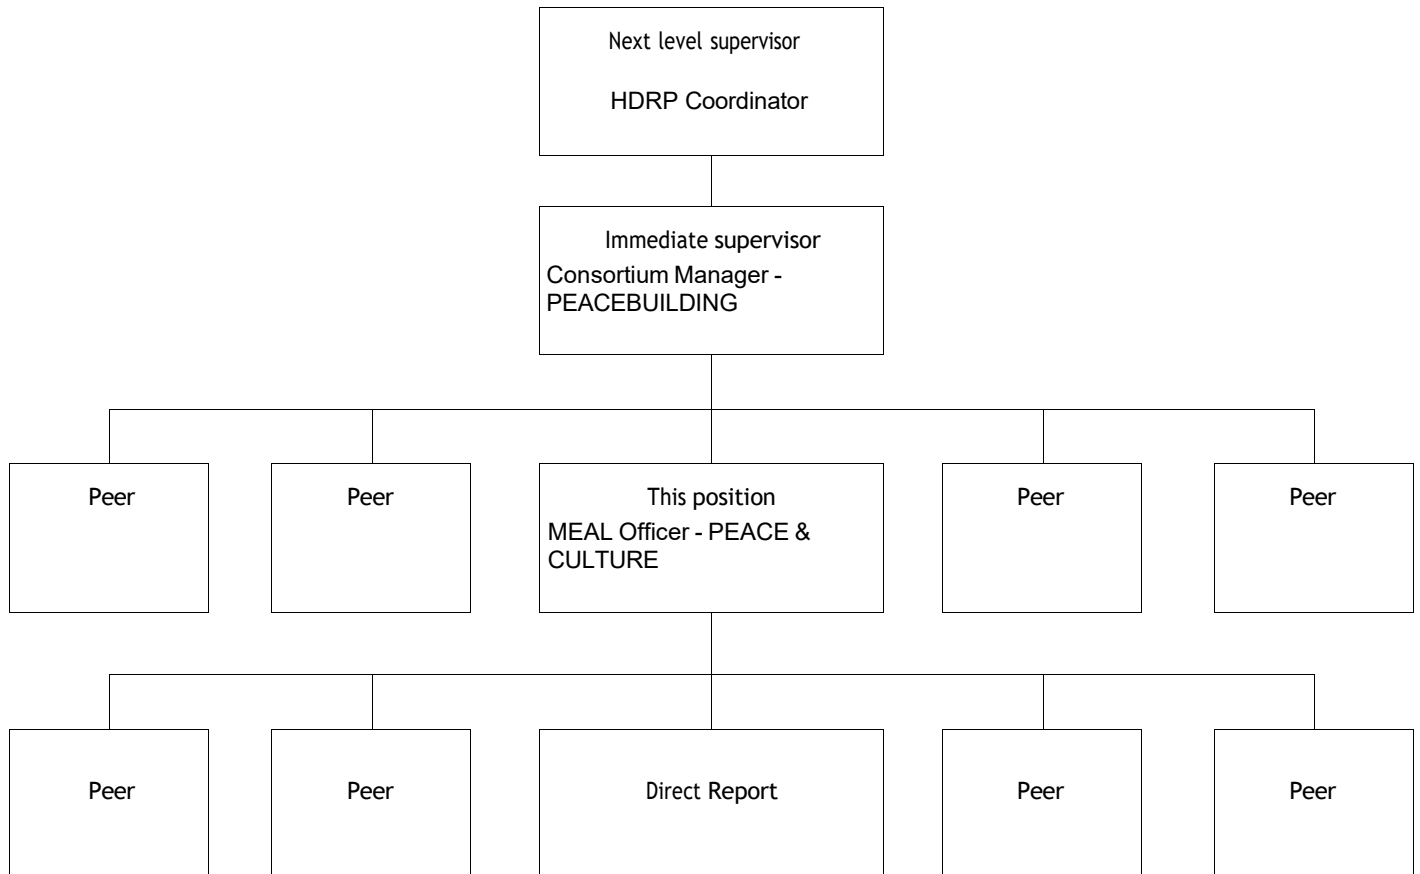 Next level supervisor
HDRP Coordinator
Immediate supervisor
Consortium Manager -
PEACEBUILDING
Peer
Peer
This position
MEAL Officer - PEACE &
CULTURE
Peer
Peer
Peer
Peer
Direct Report
Peer
Peer